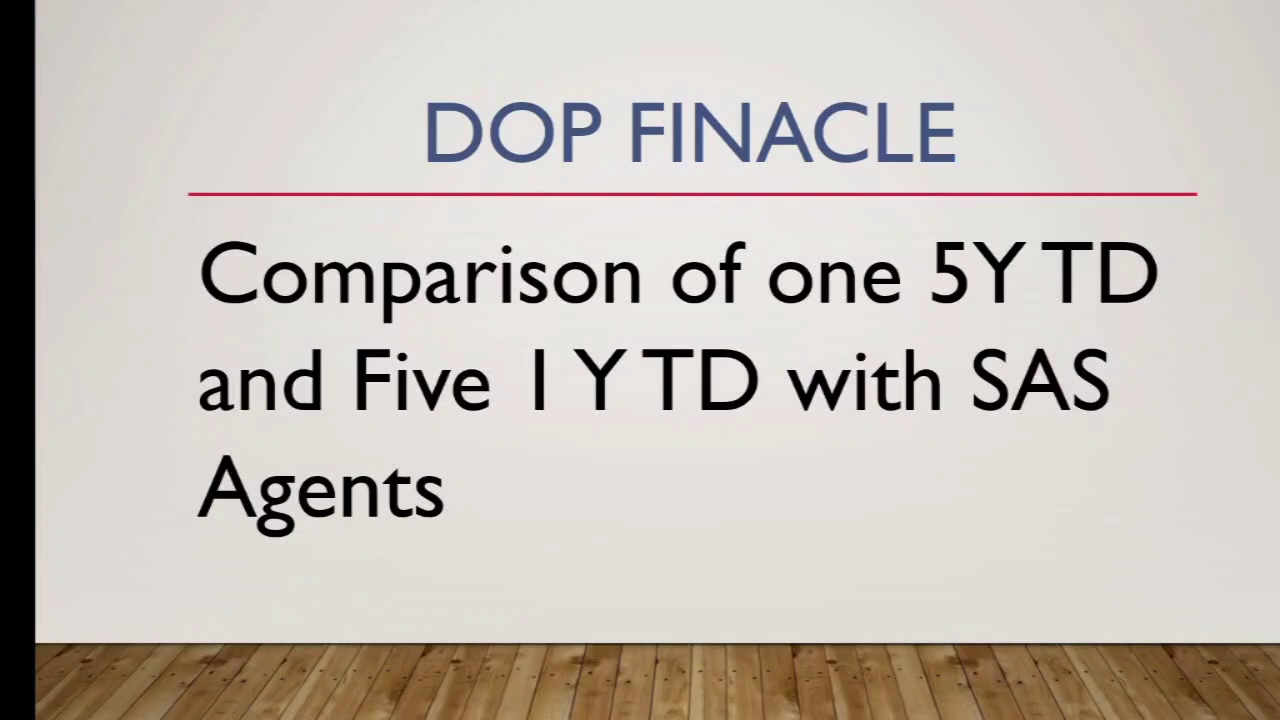 DOP FINACLE
Comparison of one 5Y TD
and Five 1 Y TD with SAS
Agents